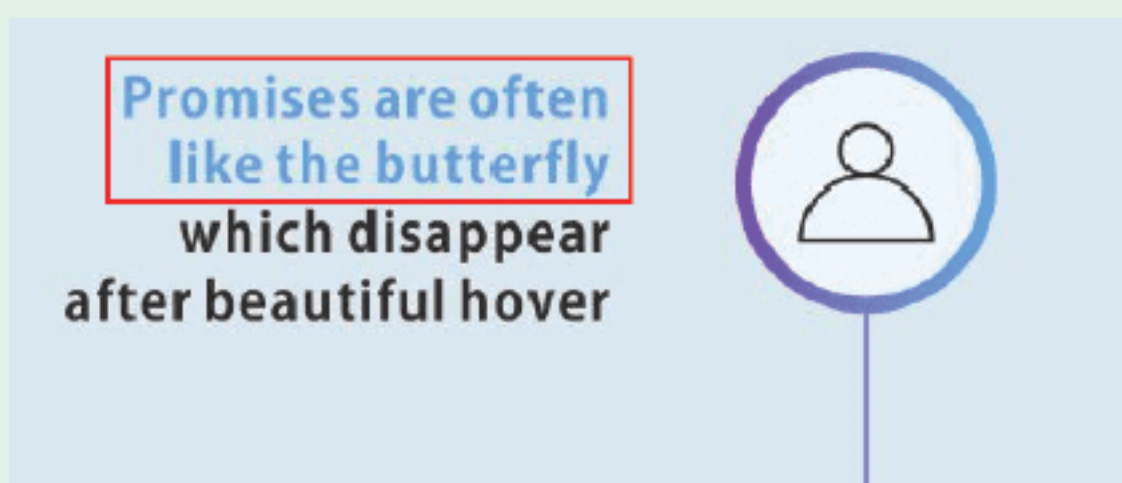 Promises are often
like the butterfly
which disappear
after beautiful hover